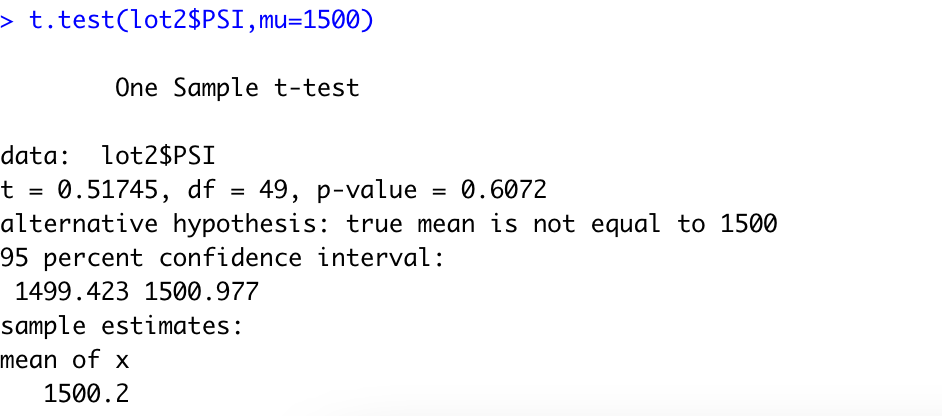 > t.test(lot2$PSI,mu=1500)
One Sample t-test
data:  lot2$PSI
t = 0.51745, df = 49, p-value = 0.6072
alternative hypothesis: true mean is not equal to 1500
95 percent confidence interval:
1499.423 1500.977
sample estimates:
mean of x
1500.2